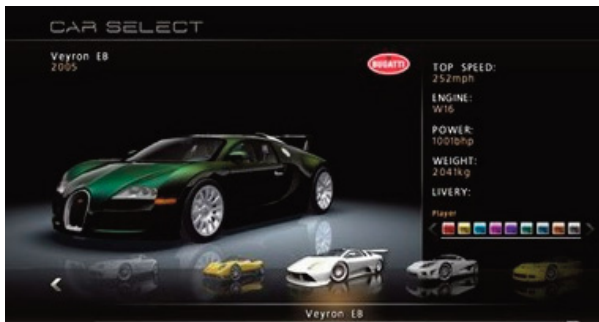 CAR SELECT
Veyron EB
2005
BUGATTI
TOP SPEED:
252mph
ENGINE:
W16
POWER:
1001bhp
WEIGHT:
2041kg
LIVERY:
Player
Veyron EB